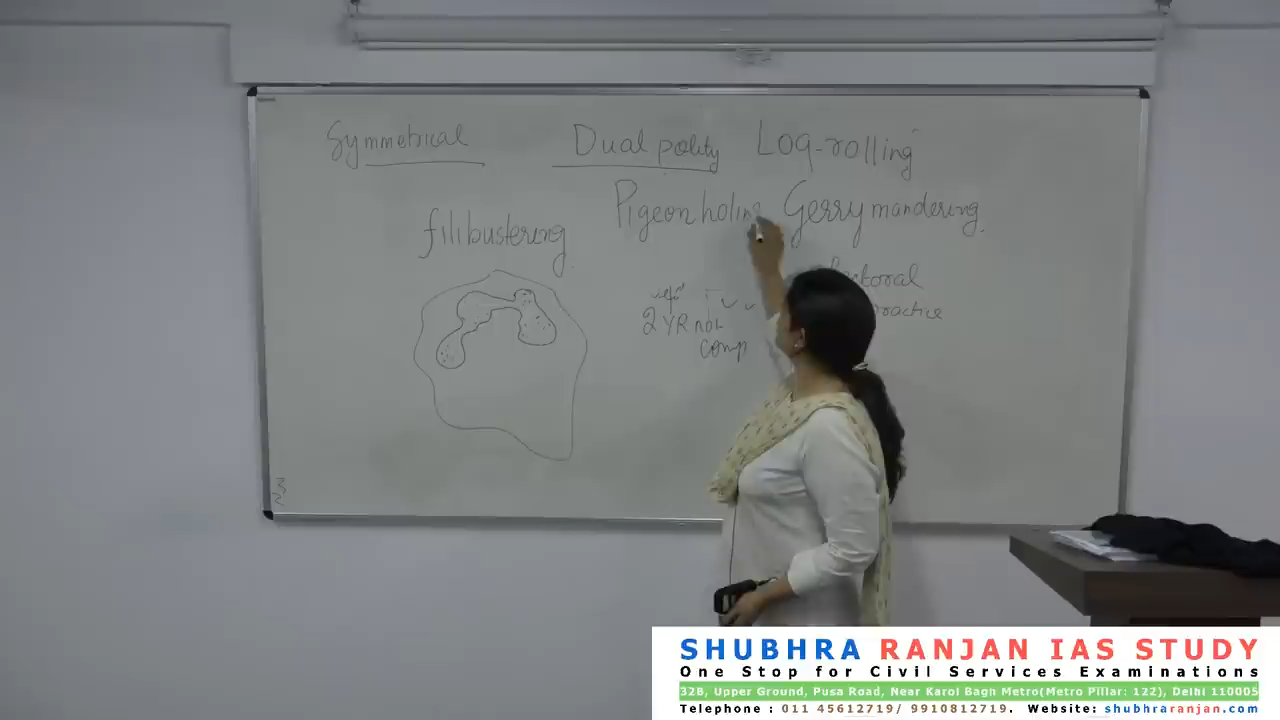 Symmetrical
Dual polity
Log-rolling
Pigeon holing
Gerrymandering
filibustering
2 YR not
comp
practice
SHUBHRA RANJAN IAS STUDY
One Stop for Civil Services Examinations
32B, Upper Ground, Pusa Road, Near Karol Bagh Metro(Metro Pillar: 122), Delhi 110005
Telephone : 011 45612719/ 9910812719. Website: shubhraranjan.com